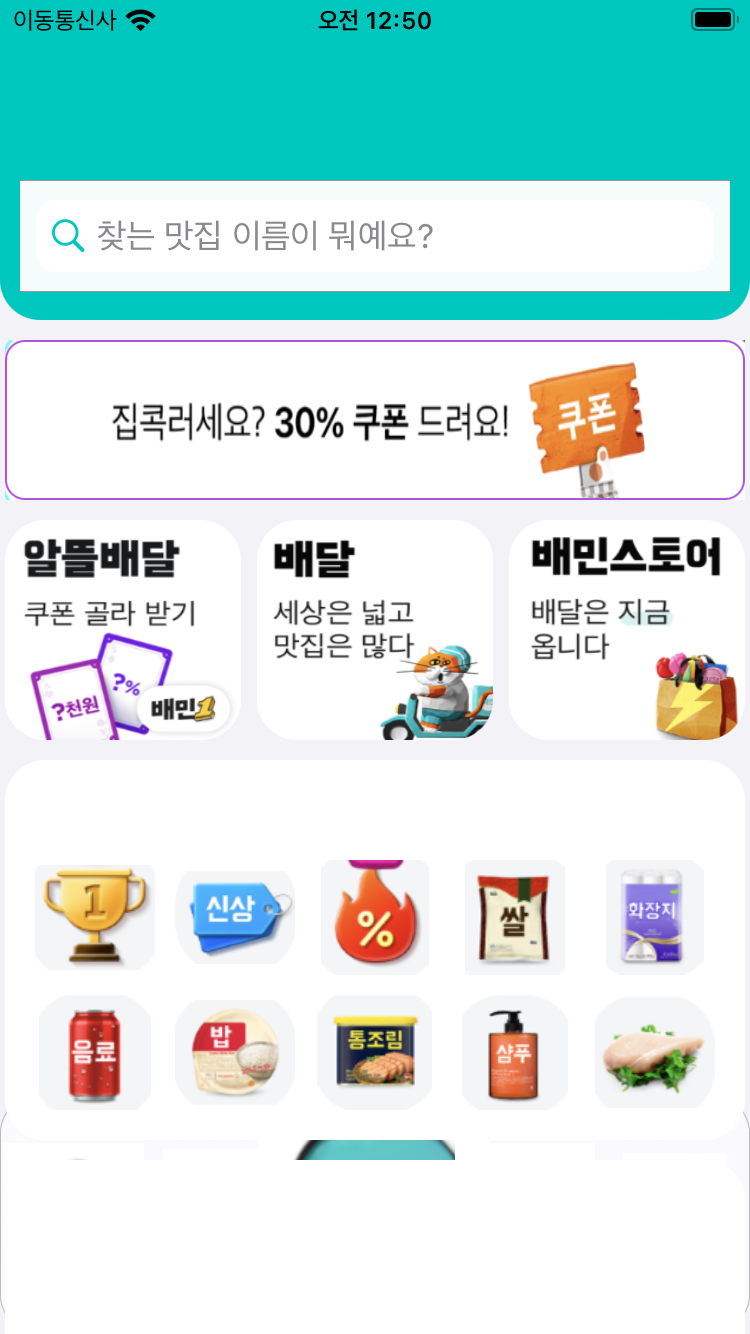 이동통신사
오전 12:50
찾는 맛집 이름이 뭐예요?
집콕러세요? 30% 쿠폰 드려요!
쿠폰
알뜰배달
쿠폰 골라 받기
?천원
?%
배민1
배달
세상은 넓고
맛집은 많다
배민스토어
배달은 지금
옵니다
1
신상
%
쌀
화장지
음료
밥
통조림
샴푸